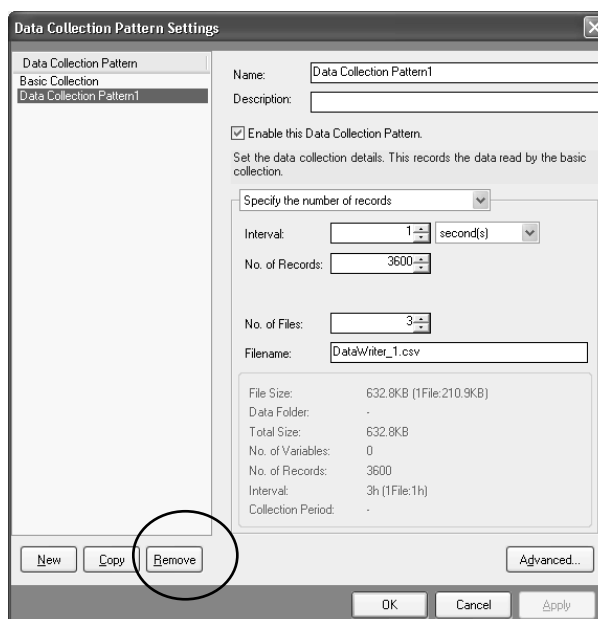 Data Collection Pattern Settings
Data Collection Pattern
Basic Collection
Data Collection Pattern1
Name: Data Collection Pattern1
Description:
Enable this Data Collection Pattern.
Set the data collection details. This records the data read by the basic
collection.
Specify the number of records
Interval: 1 second(s)
No. of Records: 3600
No. of Files: 3
Filename: DataWriter_1.csv
File Size: 632.8KB (1File:210.9KB)
Data Folder: -
Total Size: 632.8KB
No. of Variables: 0
No. of Records: 3600
Interval: 3h (1File:1h)
Collection Period: -
New Copy Remove Advanced...
OK Cancel Apply